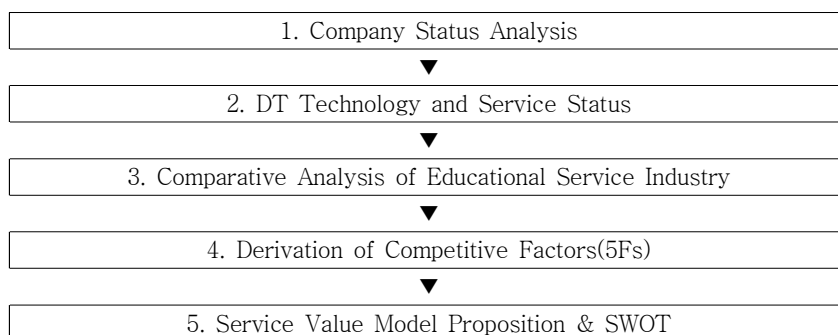 1. Company Status Analysis
▼
2. DT Technology and Service Status
▼
3. Comparative Analysis of Educational Service Industry
▼
4. Derivation of Competitive Factors(5Fs)
▼
5. Service Value Model Proposition & SWOT